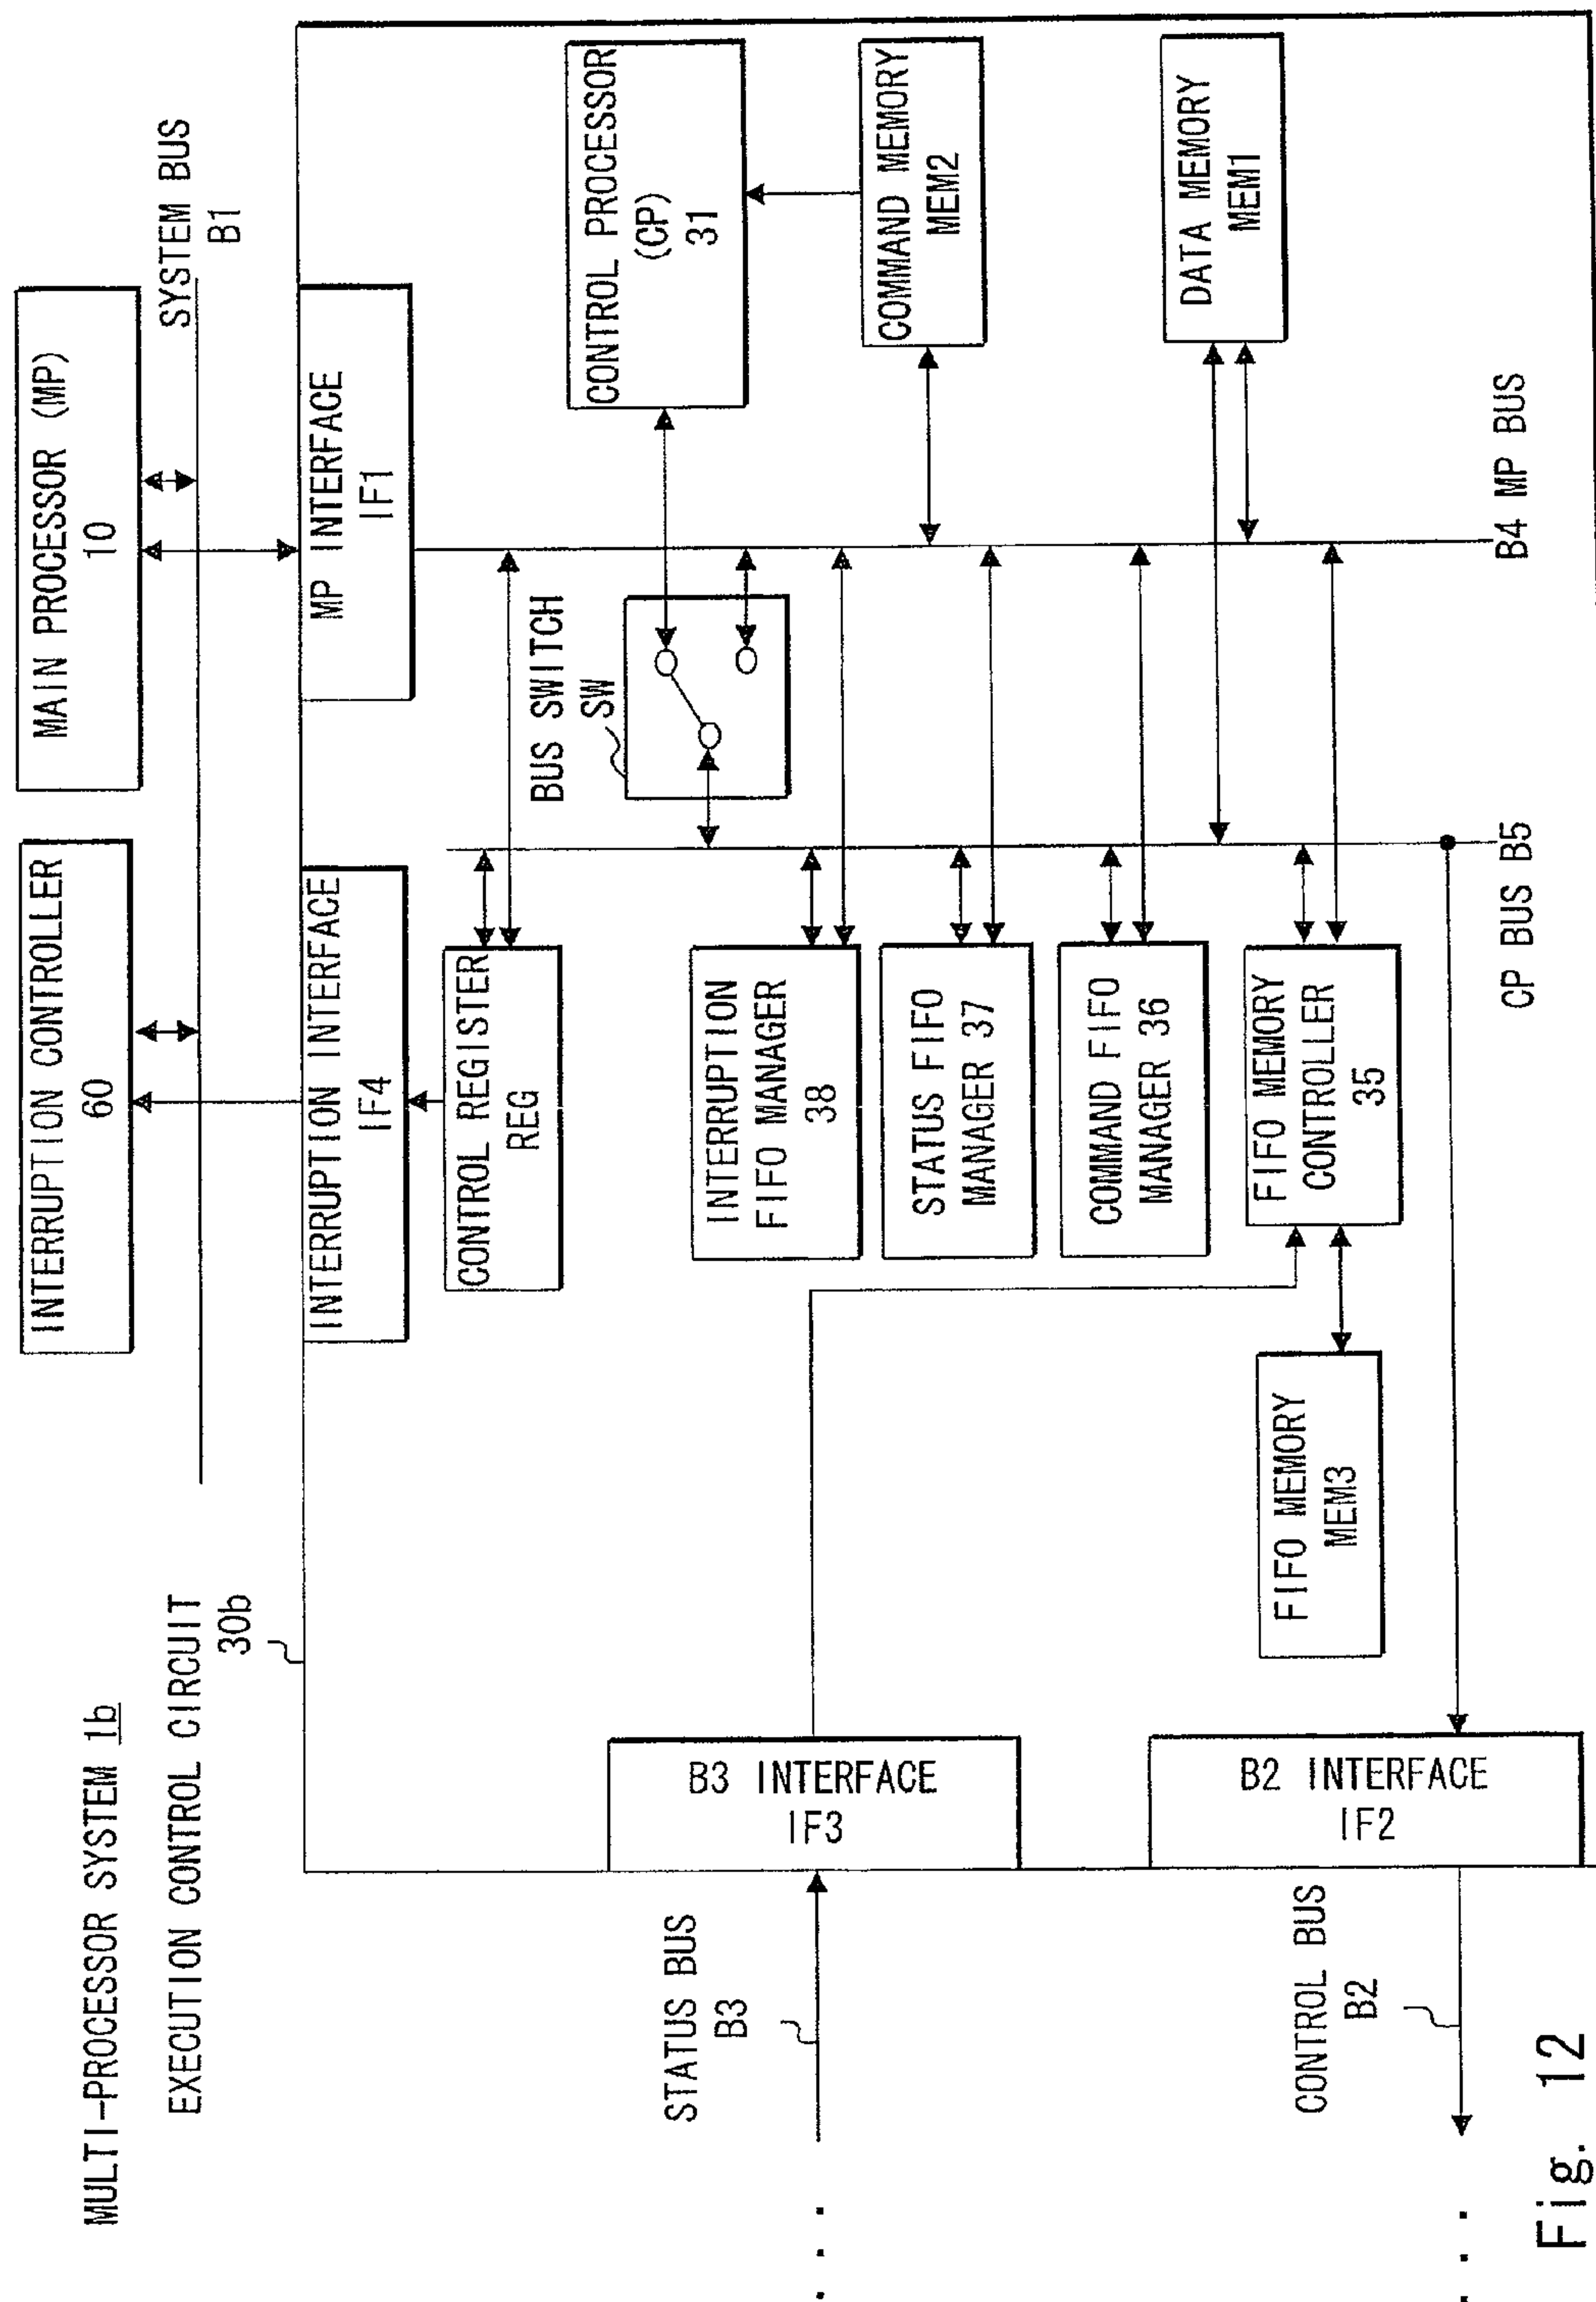 MULTI-PROCESSOR SYSTEM 1b
EXECUTION CONTROL CIRCUIT
30b
INTERRUPTION CONTROLLER
60
MAIN PROCESSOR (MP)
10
SYSTEM BUS
B1
INTERRUPTION INTERFACE
IF4
MP INTERFACE
IF1
CONTROL REGISTER
REG
BUS SWITCH
SW
CONTROL PROCESSOR
(CP)
31
B3 INTERFACE
IF3
INTERRUPTION
FIFO MANAGER
38
STATUS FIFO
MANAGER 37
COMMAND FIFO
MANAGER 36
FIFO MEMORY
CONTROLLER
35
COMMAND MEMORY
MEM2
DATA MEMORY
MEM1
STATUS BUS
B3
FIFO MEMORY
MEM3
B2 INTERFACE
IF2
CONTROL BUS
B2
CP BUS B5
B4 MP BUS
Fig. 12